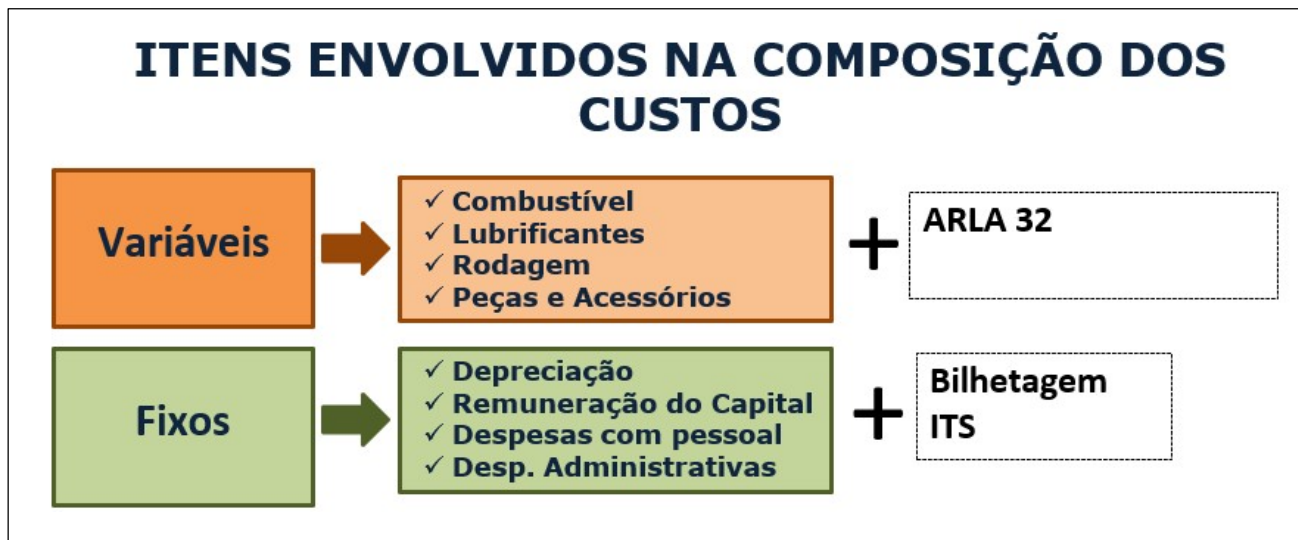 ITENS ENVOLVIDOS NA COMPOSIÇÃO DOS
CUSTOS
Variáveis
✓ Combustível
✓ Lubrificantes
✓ Rodagem
✓ Peças e Acessórios
+
ARLA 32
Fixos
✓ Depreciação
✓ Remuneração do Capital
✓ Despesas com pessoal
✓ Desp. Administrativas
+
Bilhetagem
ITS